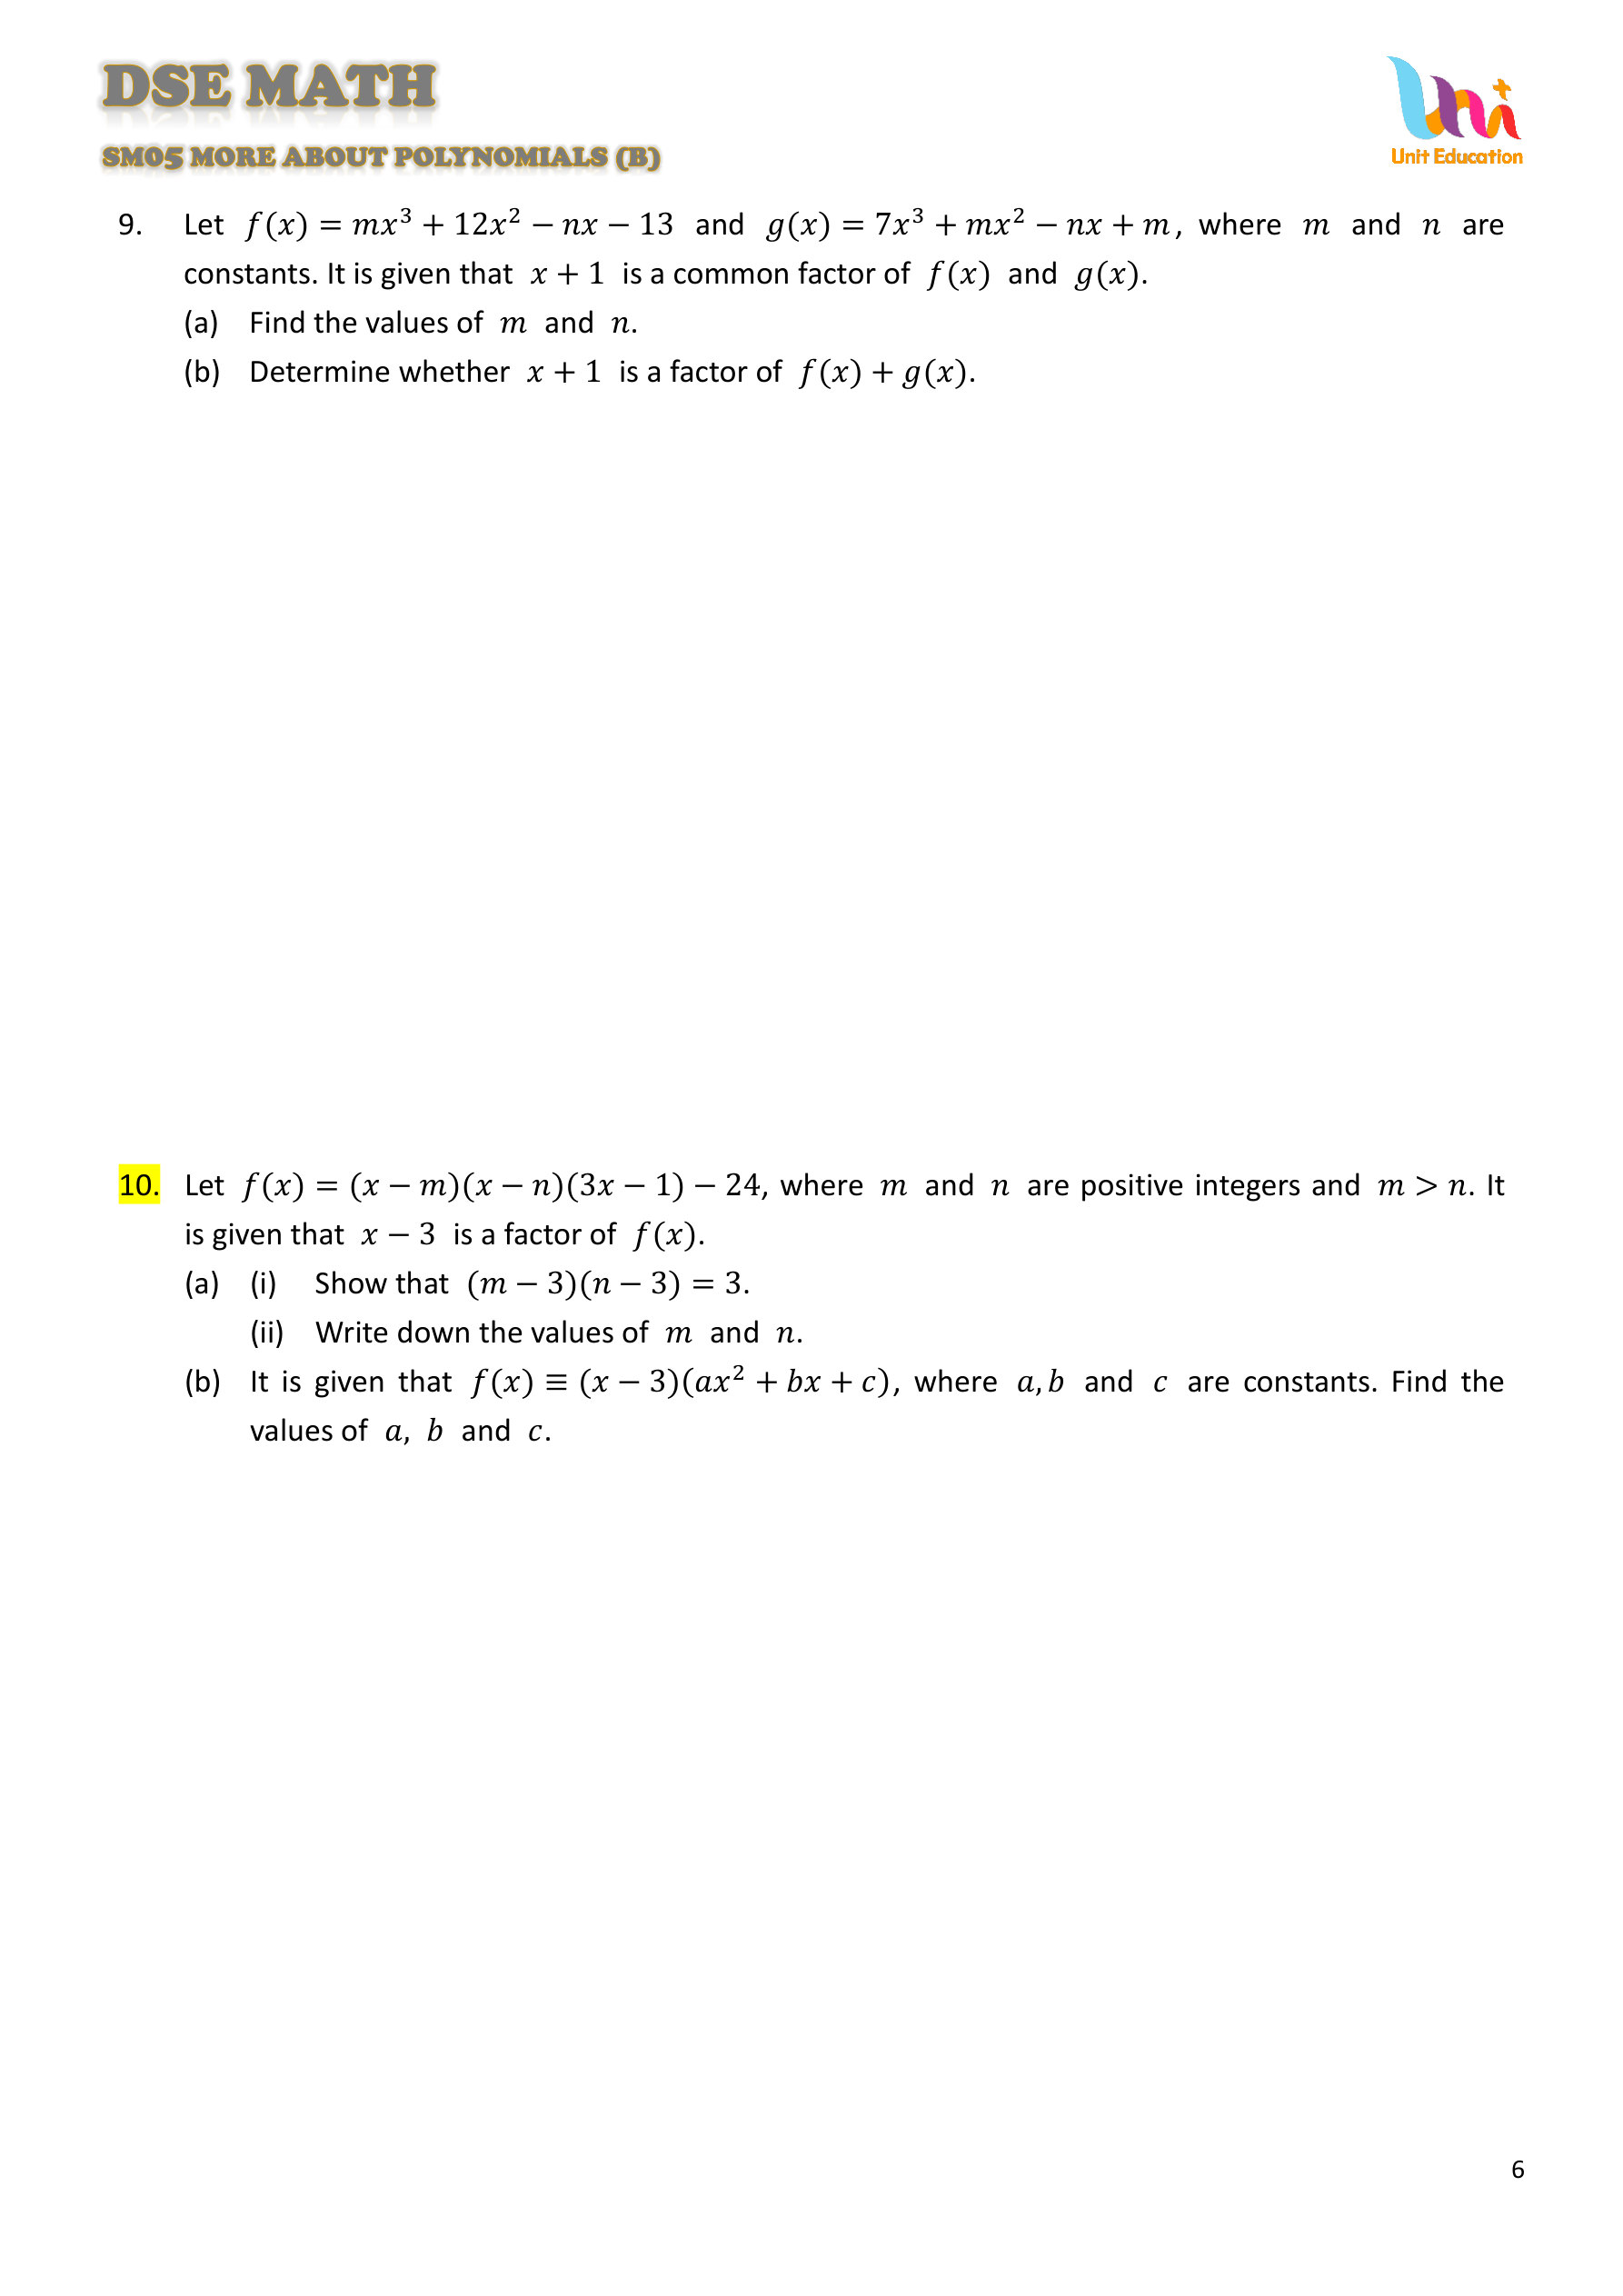 DSE MATH
Unit Education
SM05 MORE ABOUT POLYNOMIALS (B)
9. Let f(x) = mx³ + 12x² − nx − 13 and g(x) = 7x³ + mx² − nx + m, where m and n are
constants. It is given that x + 1 is a common factor of f(x) and g(x).
(a) Find the values of m and n.
(b) Determine whether x + 1 is a factor of f(x) + g(x).
10. Let f(x) = (x − m)(x − n)(3x − 1) − 24, where m and n are positive integers and m > n. It
is given that x − 3 is a factor of f(x).
(a) (i) Show that (m − 3)(n − 3) = 3.
(ii) Write down the values of m and n.
(b) It is given that f(x) ≡ (x − 3)(ax² + bx + c), where a, b and c are constants. Find the
values of a, b and c.
6